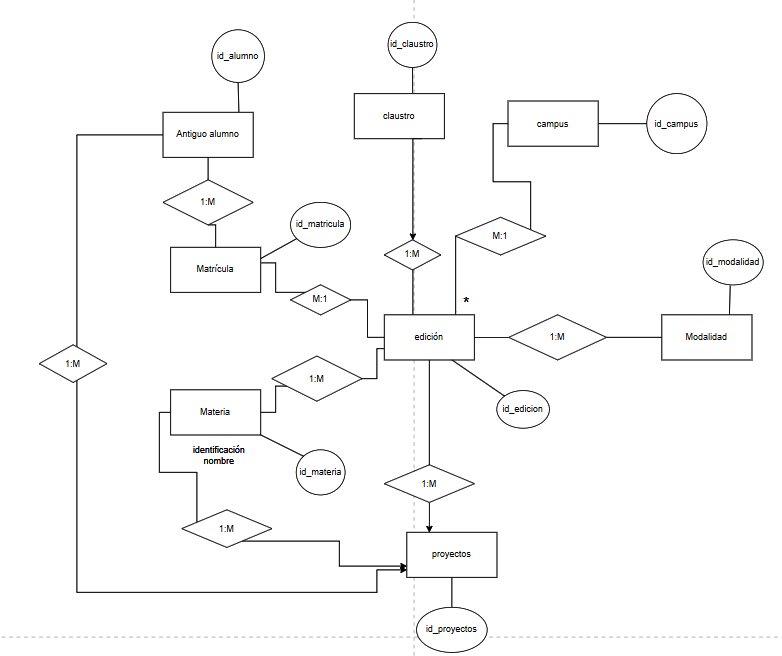 id_claustro
id_alumno
claustro
campus
id_campus
Antiguo alumno
1:M
id_matricula
M:1
1:M
id_modalidad
Matrícula
M:1
*
edición
1:M
Modalidad
1:M
1:M
Materia
id_edicion
identificación
nombre
id_materia
1:M
1:M
proyectos
id_proyectos